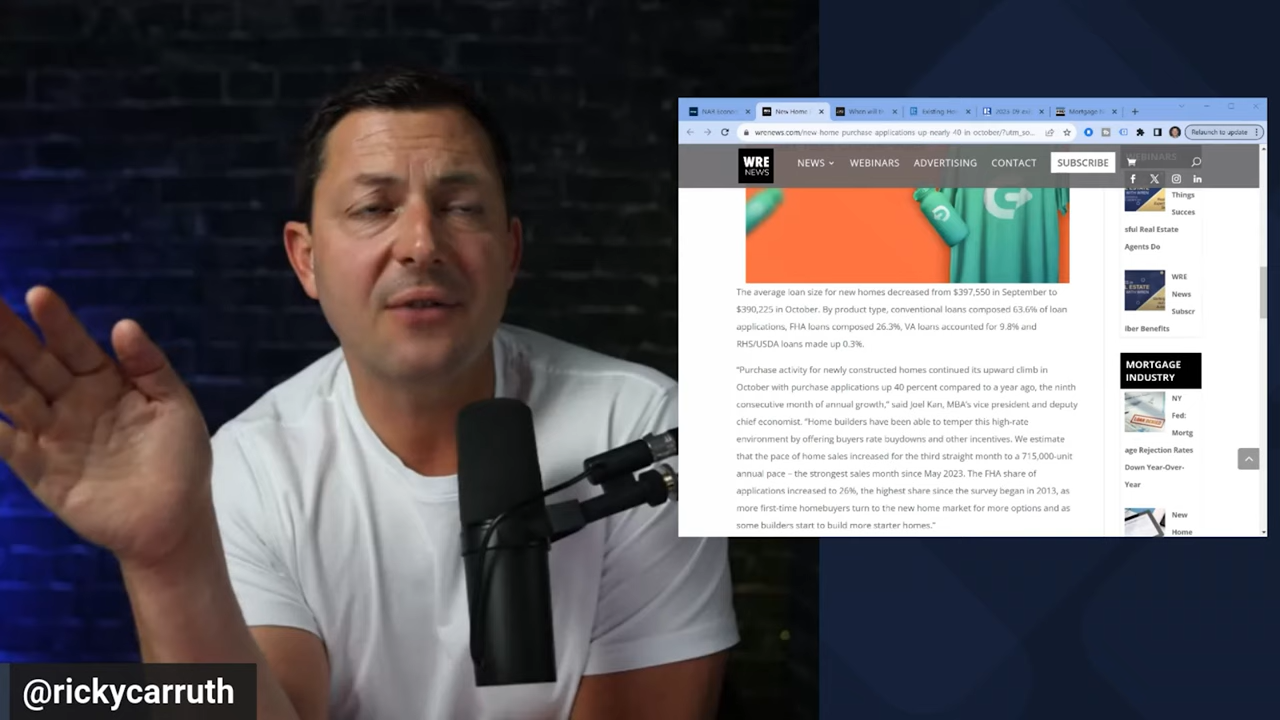 NAR
New Home
When will
Existing
2023-09
Mortgage
wrenews.com/new-home-purchase-applications-up-nearly-40-in-october/?utm_so...
Relaunch to update
WRE
NEWS
NEWS
WEBINARS
ADVERTISING
CONTACT
SUBSCRIBE
WEBINARS
Things
Succes
sful Real Estate
Agents Do
WRE
News
Subscr
iber Benefits
MORTGAGE
INDUSTRY
NY
Fed:
Mortg
age Rejection Rates
Down Year-Over-
Year
New
Home
The average loan size for new homes decreased from $397,550 in September to
$390,225 in October. By product type, conventional loans composed 63.6% of loan
applications, FHA loans composed 26.3%, VA loans accounted for 9.8% and
RHS/USDA loans made up 0.3%.
“Purchase activity for newly constructed homes continued its upward climb in
October with purchase applications up 40 percent compared to a year ago, the ninth
consecutive month of annual growth,” said Joel Kan, MBA’s vice president and deputy
chief economist. “Home builders have been able to temper this high-rate
environment by offering buyers rate buydowns and other incentives. We estimate
that the pace of home sales increased for the third straight month to a 715,000-unit
annual pace – the strongest sales month since May 2023. The FHA share of
applications increased to 26%, the highest share since the survey began in 2013, as
more first-time homebuyers turn to the new home market for more options and as
some builders start to build more starter homes.”
@rickycarruth